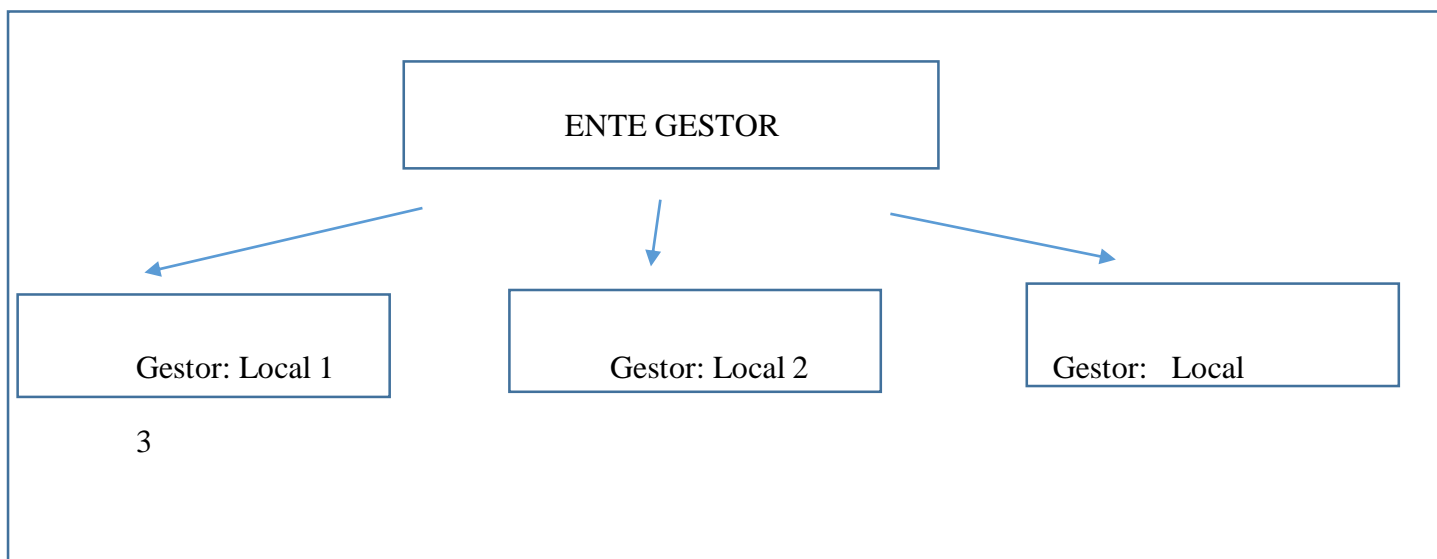 ENTE GESTOR
Gestor: Local 1
Gestor: Local 2
Gestor: Local
3